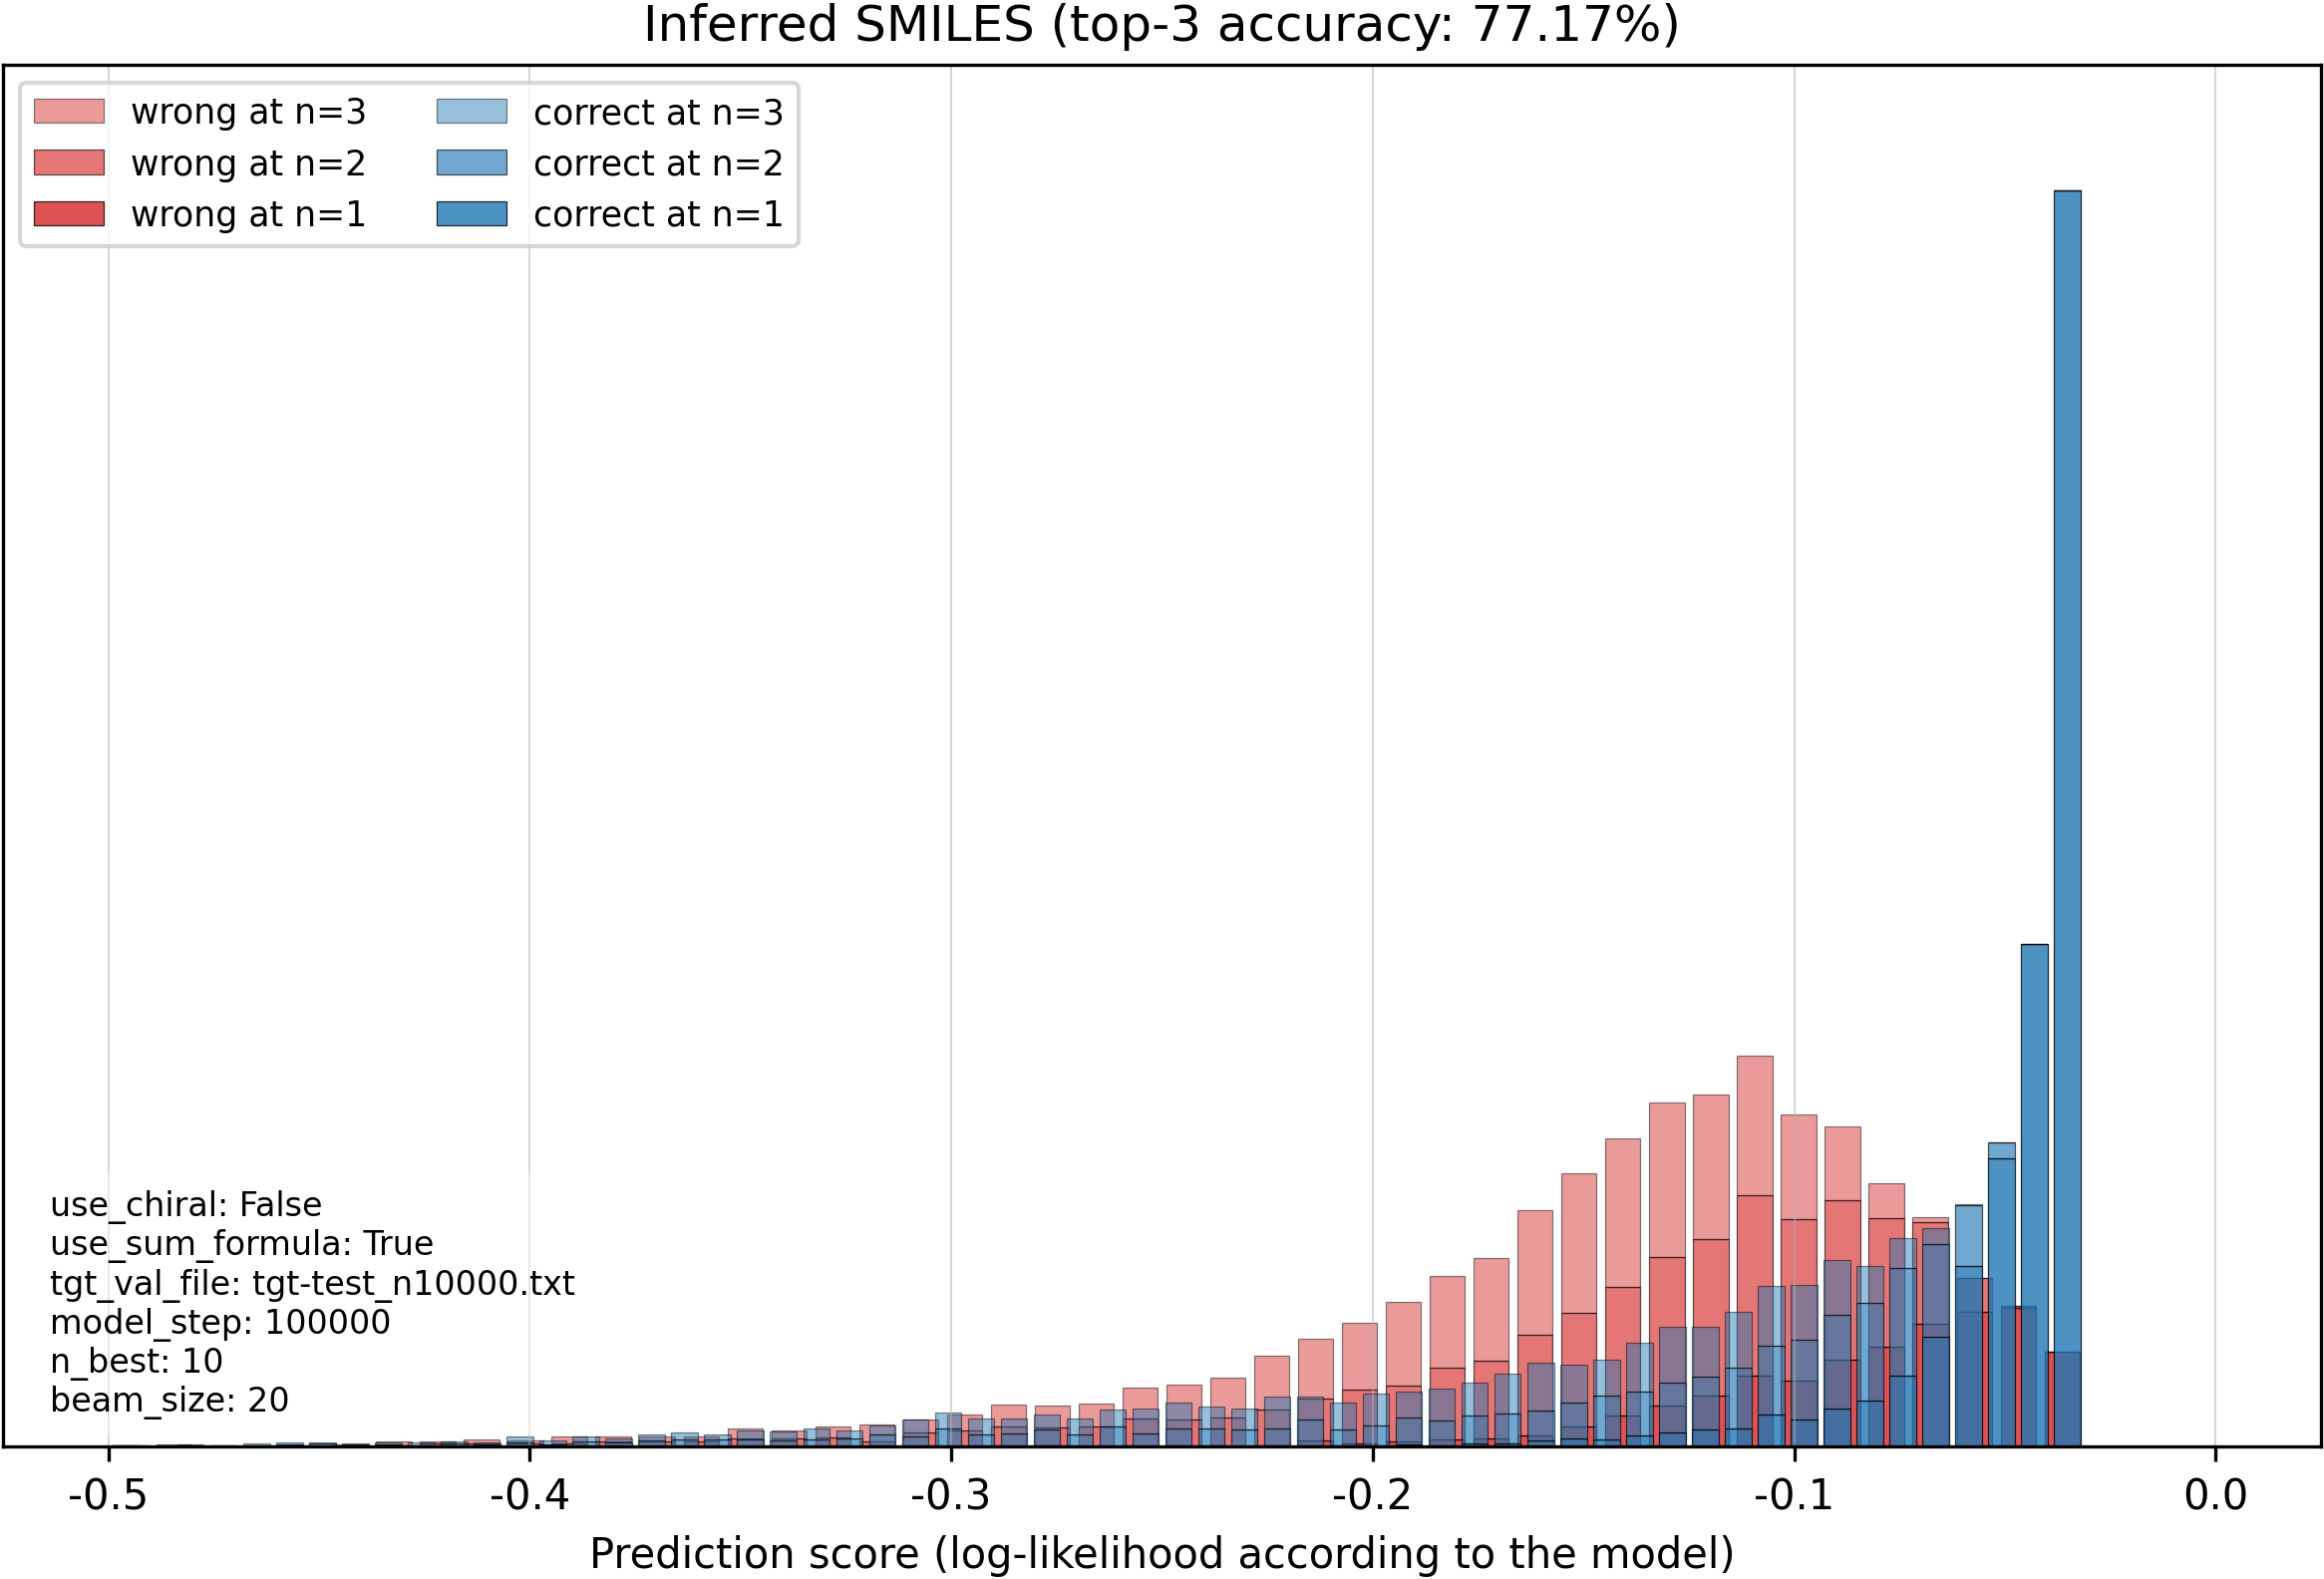 Inferred SMILES (top-3 accuracy: 77.17%)
wrong at n=3
wrong at n=2
wrong at n=1
correct at n=3
correct at n=2
correct at n=1
use_chiral: False
use_sum_formula: True
tgt_val_file: tgt-test_n10000.txt
model_step: 100000
n_best: 10
beam_size: 20
-0.5 -0.4 -0.3 -0.2 -0.1 0.0
Prediction score (log-likelihood according to the model)